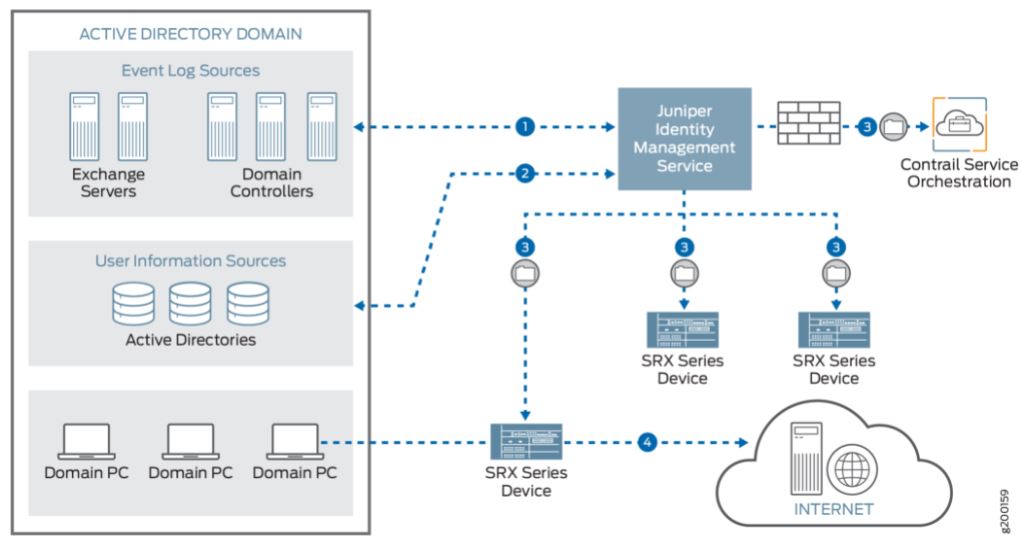 ACTIVE DIRECTORY DOMAIN
Event Log Sources
Exchange
Servers
Domain
Controllers
User Information Sources
Active Directories
Domain PC
Domain PC
Domain PC
1
2
Juniper
Identity
Management
Service
3
Contrail Service
Orchestration
3
3
3
SRX Series
Device
SRX Series
Device
SRX Series
Device
4
INTERNET
g200159